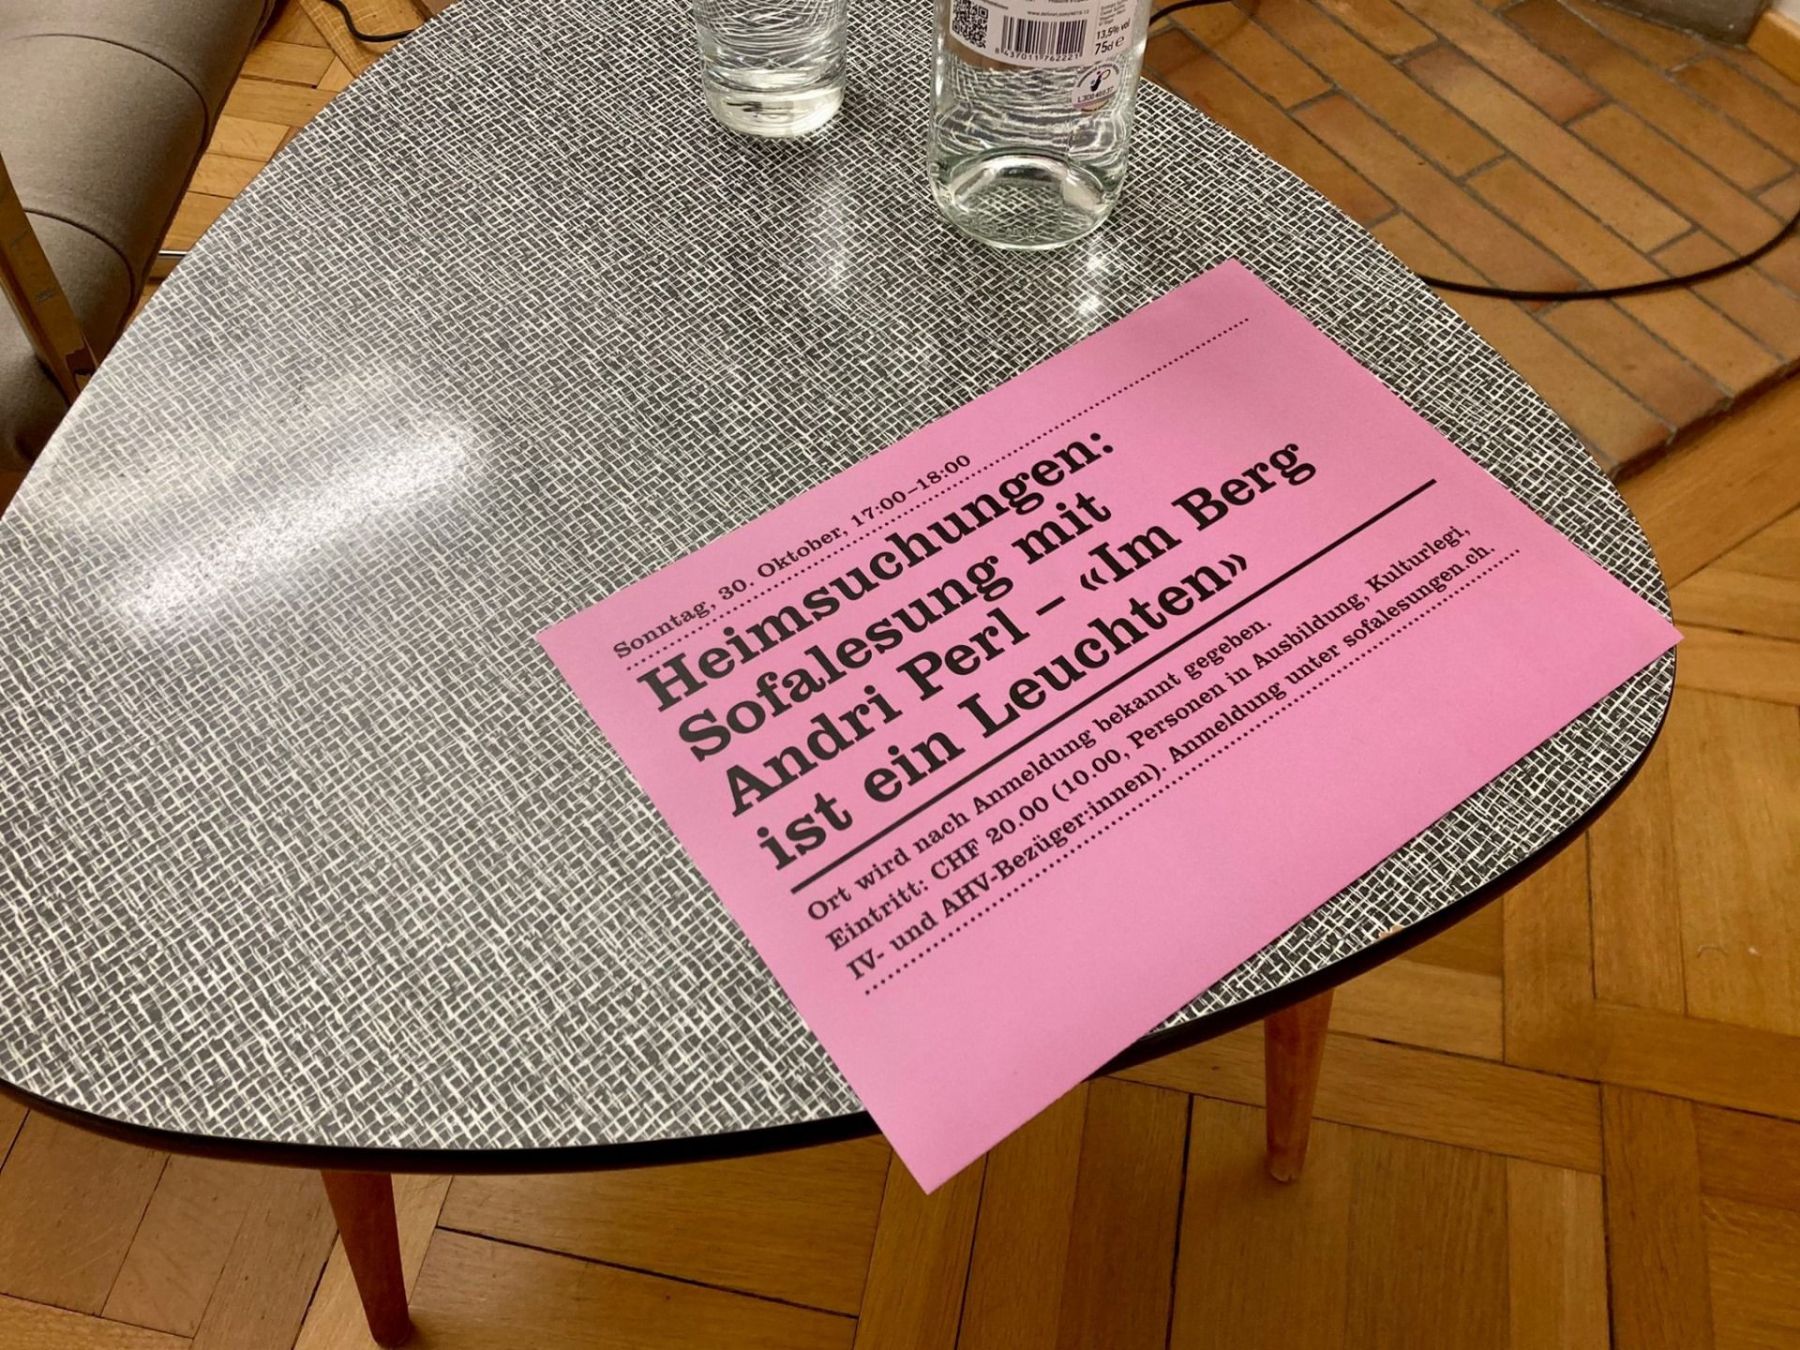 13,5% vol
75cl e
8437011762221
Sonntag, 30. Oktober, 17:00–18:00
Heimsuchungen:
Sofalesung mit
Andri Perl – «Im Berg
ist ein Leuchten»
Ort wird nach Anmeldung bekannt gegeben.
Eintritt: CHF 20.00 (10.00, Personen in Ausbildung, Kulturlegi,
IV- und AHV-Bezüger:innen). Anmeldung unter sofalesungen.ch.